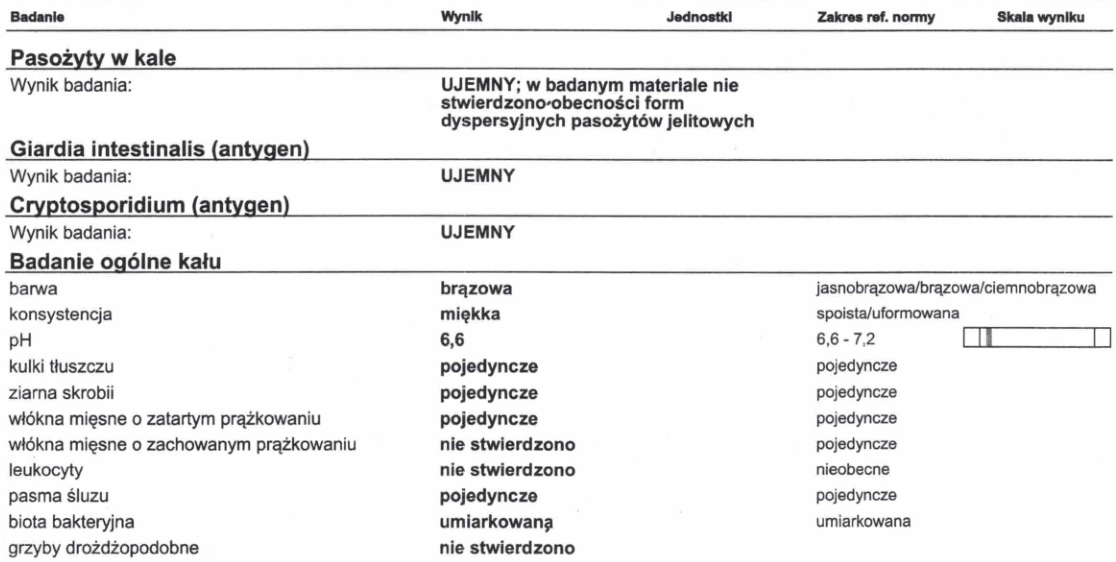 Badanie Wynik Jednostki Zakres ref. normy Skala wyniku
Pasożyty w kale
Wynik badania: UJEMNY; w badanym materiale nie
stwierdzono obecności form
dyspersyjnych pasożytów jelitowych
Giardia intestinalis (antygen)
Wynik badania: UJEMNY
Cryptosporidium (antygen)
Wynik badania: UJEMNY
Badanie ogólne kału
barwa brązowa jasnobrązowa/brązowa/ciemnobrązowa
konsystencja miękka spoista/uformowana
pH 6,6 6,6 - 7,2
kulki tłuszczu pojedyncze pojedyncze
ziarna skrobii pojedyncze pojedyncze
włókna mięsne o zatartym prążkowaniu pojedyncze pojedyncze
włókna mięsne o zachowanym prążkowaniu nie stwierdzono pojedyncze
leukocyty nie stwierdzono nieobecne
pasma śluzu pojedyncze pojedyncze
biota bakteryjna umiarkowaną umiarkowana
grzyby drożdżopodobne nie stwierdzono